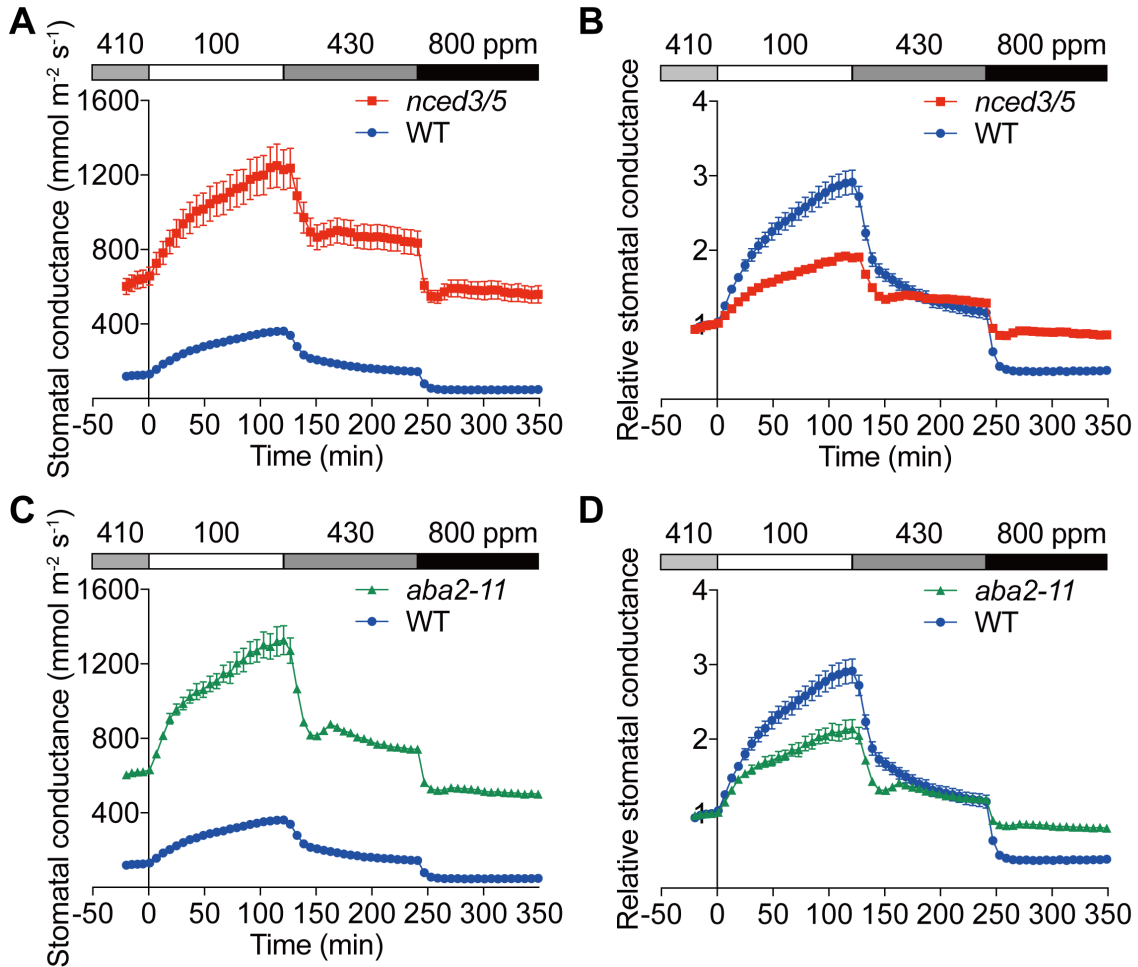 A
410 100 430 800 ppm
Stomatal conductance (mmol m⁻² s⁻¹)
1600
1200
800
400
nced3/5
WT
-50 0 50 100 150 200 250 300 350
Time (min)
B
410 100 430 800 ppm
Relative stomatal conductance
4
3
2
1
nced3/5
WT
-50 0 50 100 150 200 250 300 350
Time (min)
C
410 100 430 800 ppm
Stomatal conductance (mmol m⁻² s⁻¹)
1600
1200
800
400
aba2-11
WT
-50 0 50 100 150 200 250 300 350
Time (min)
D
410 100 430 800 ppm
Relative stomatal conductance
4
3
2
1
aba2-11
WT
-50 0 50 100 150 200 250 300 350
Time (min)